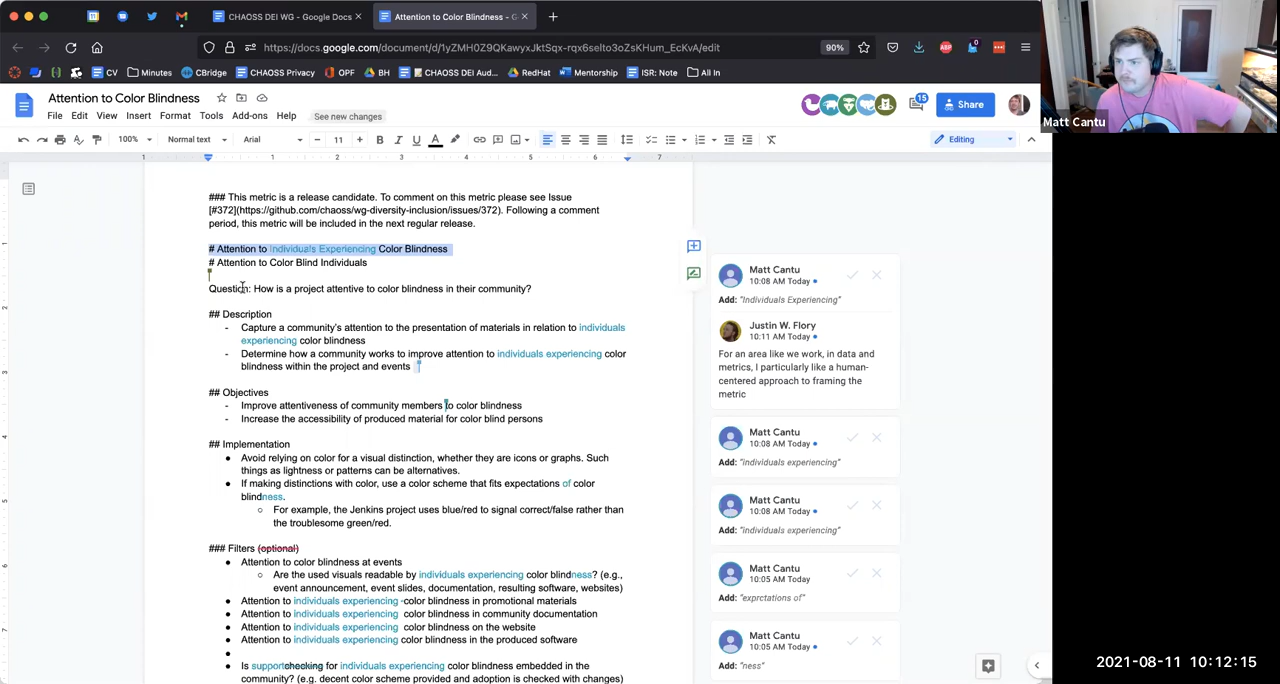 CHAOSS DEI WG - Google Docs
Attention to Color Blindness - G
https://docs.google.com/document/d/1yZMH0Z9QKawyxJktSqx-rqx6selto3oZsKHum_EcKvA/edit
90%
CV
Minutes
CBridge
CHAOSS Privacy
OPF
BH
CHAOSS DEI Aud...
RedHat
Mentorship
ISR: Note
All In
Attention to Color Blindness
File Edit View Insert Format Tools Add-ons Help
See new changes
15
Share
100%
Normal text
Arial
11
Editing
### This metric is a release candidate. To comment on this metric please see Issue
[#372](https://github.com/chaoss/wg-diversity-inclusion/issues/372). Following a comment
period, this metric will be included in the next regular release.
# Attention to Individuals Experiencing Color Blindness
# Attention to Color Blind Individuals
Question: How is a project attentive to color blindness in their community?
## Description
- Capture a community's attention to the presentation of materials in relation to individuals
experiencing color blindness
- Determine how a community works to improve attention to individuals experiencing color
blindness within the project and events
## Objectives
- Improve attentiveness of community members to color blindness
- Increase the accessibility of produced material for color blind persons
## Implementation
● Avoid relying on color for a visual distinction, whether they are icons or graphs. Such
things as lightness or patterns can be alternatives.
● If making distinctions with color, use a color scheme that fits expectations of color
blindness.
○ For example, the Jenkins project uses blue/red to signal correct/false rather than
the troublesome green/red.
### Filters (optional)
● Attention to color blindness at events
○ Are the used visuals readable by individuals experiencing color blindness? (e.g.,
event announcement, event slides, documentation, resulting software, websites)
● Attention to individuals experiencing -color blindness in promotional materials
● Attention to individuals experiencing color blindness in community documentation
● Attention to individuals experiencing color blindness on the website
● Attention to individuals experiencing color blindness in the produced software
●
● Is supportchecking for individuals experiencing color blindness embedded in the
community? (e.g. decent color scheme provided and adoption is checked with changes)
Matt Cantu
10:08 AM Today
Add: "Individuals Experiencing"
Justin W. Flory
10:11 AM Today
For an area like we work, in data and
metrics, I particularly like a human-
centered approach to framing the
metric
Matt Cantu
10:08 AM Today
Add: "individuals experiencing"
Matt Cantu
10:08 AM Today
Add: "individuals experiencing"
Matt Cantu
10:05 AM Today
Add: "exprctations of"
Matt Cantu
10:05 AM Today
Add: "ness"
Matt Cantu
2021-08-11 10:12:15